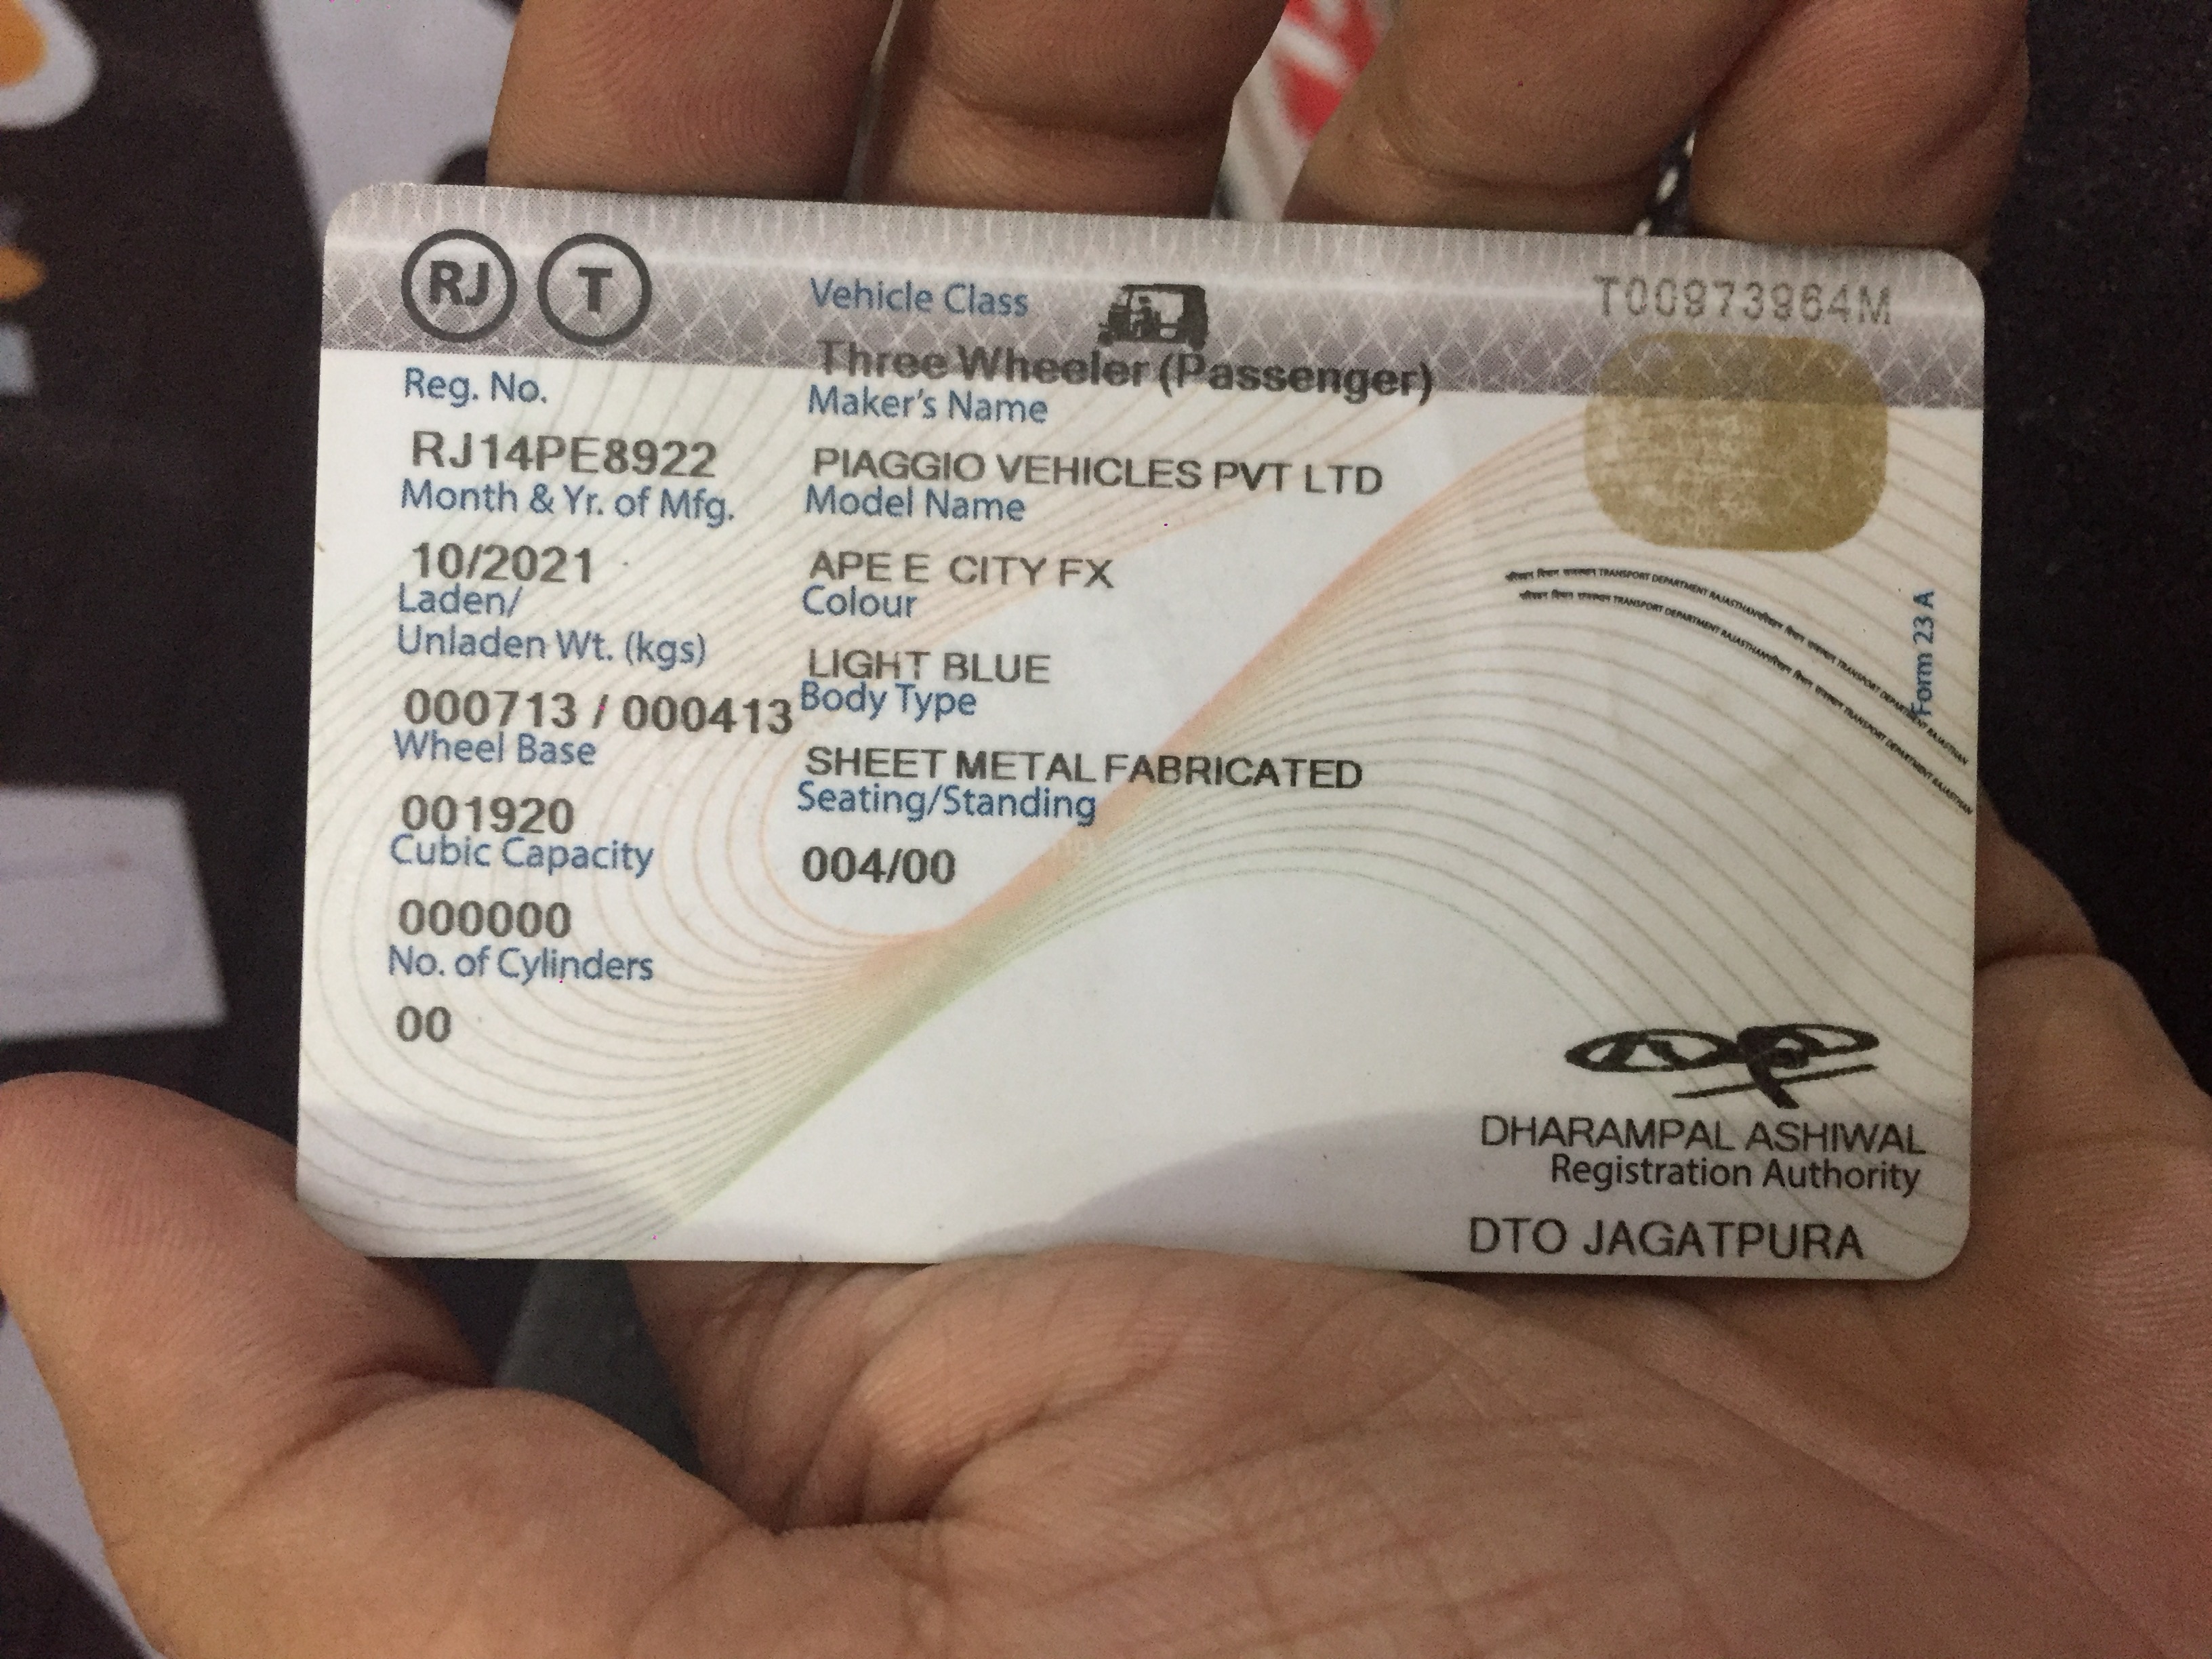 RJ T Vehicle Class T00873984M
Three Wheeler (Passenger)
Reg. No. Maker's Name
RJ14PE8922 PIAGGIO VEHICLES PVT LTD
Month & Yr. of Mfg. Model Name
10/2021 APE E CITY FX
Laden/ Colour
Unladen Wt. (kgs) LIGHT BLUE
000713 / 000413 Body Type
Wheel Base SHEET METAL FABRICATED
001920 Seating/Standing
Cubic Capacity 004/00
000000
No. of Cylinders
00
Form 23 A
DHARAMPAL ASHIWAL
Registration Authority
DTO JAGATPURA